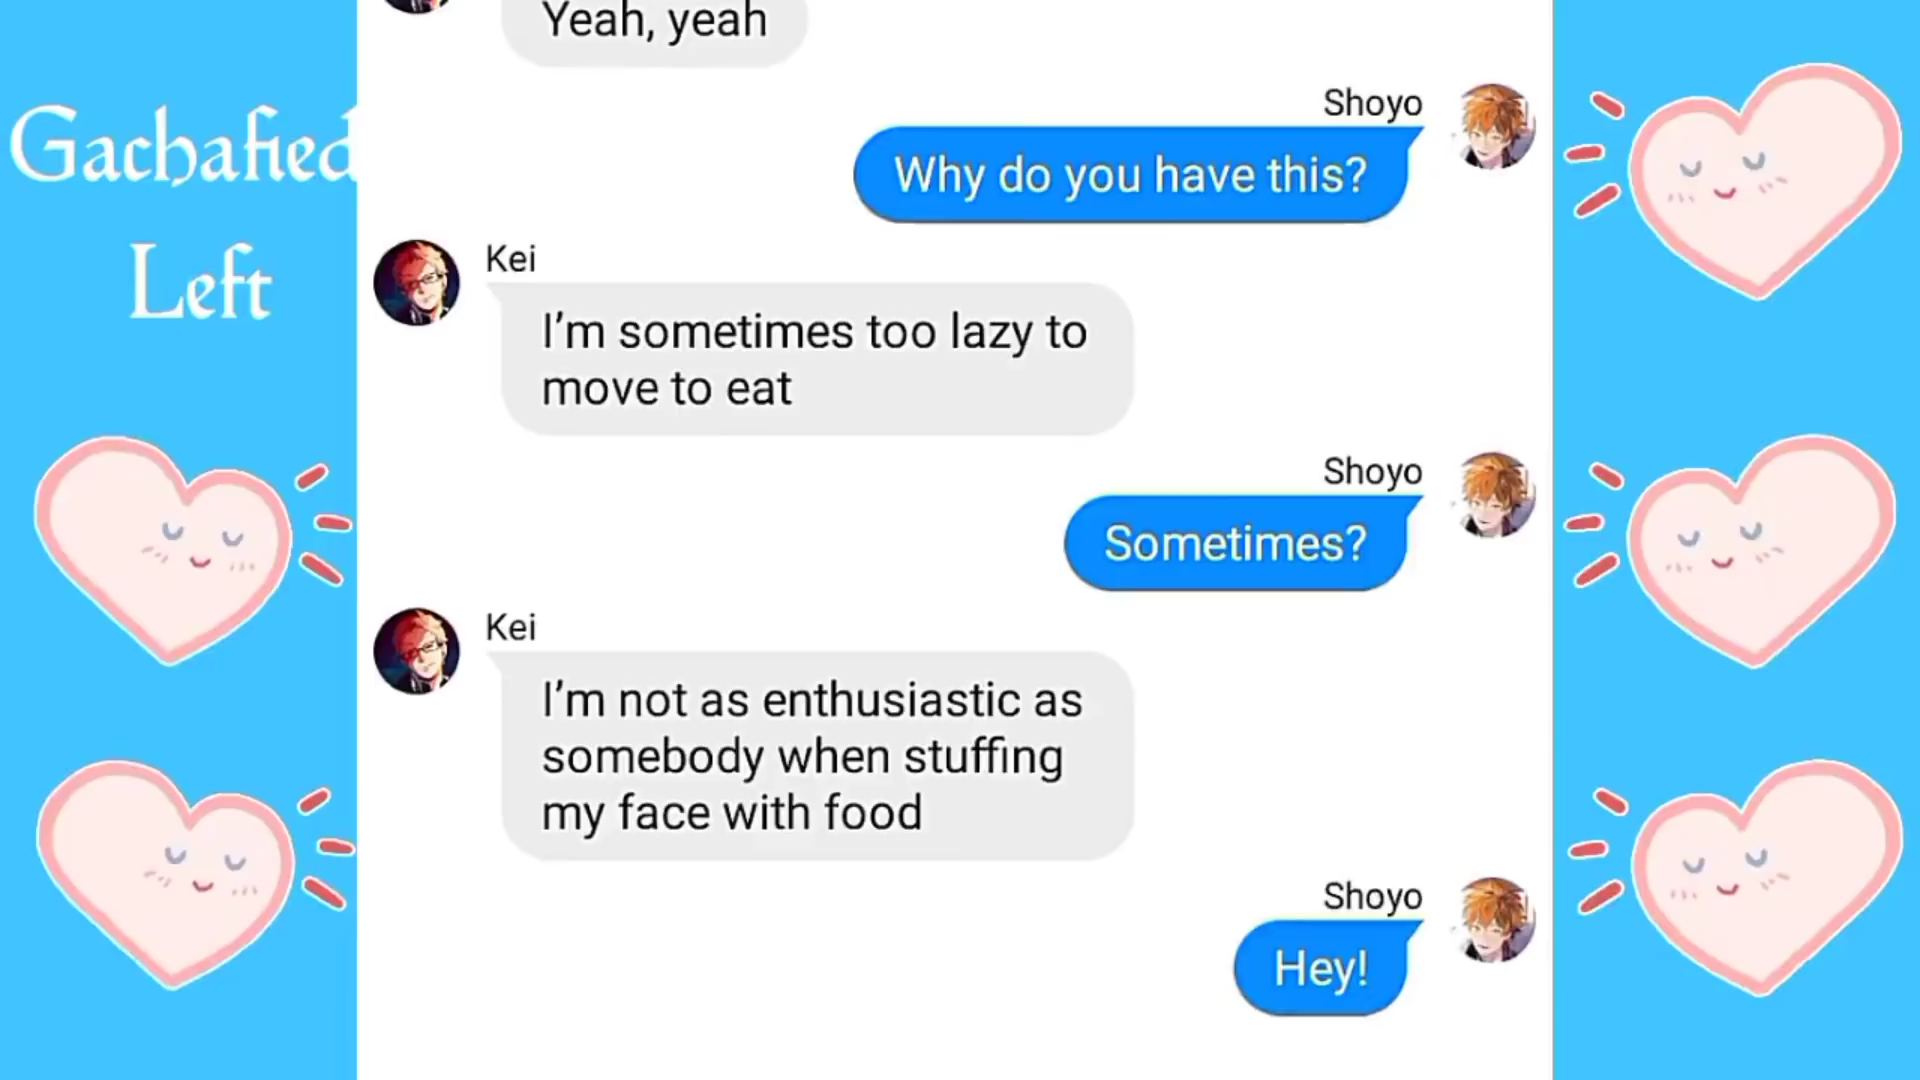 Gachafied
Left
Yeah, yeah
Shoyo
Why do you have this?
Kei
I’m sometimes too lazy to
move to eat
Shoyo
Sometimes?
Kei
I’m not as enthusiastic as
somebody when stuffing
my face with food
Shoyo
Hey!